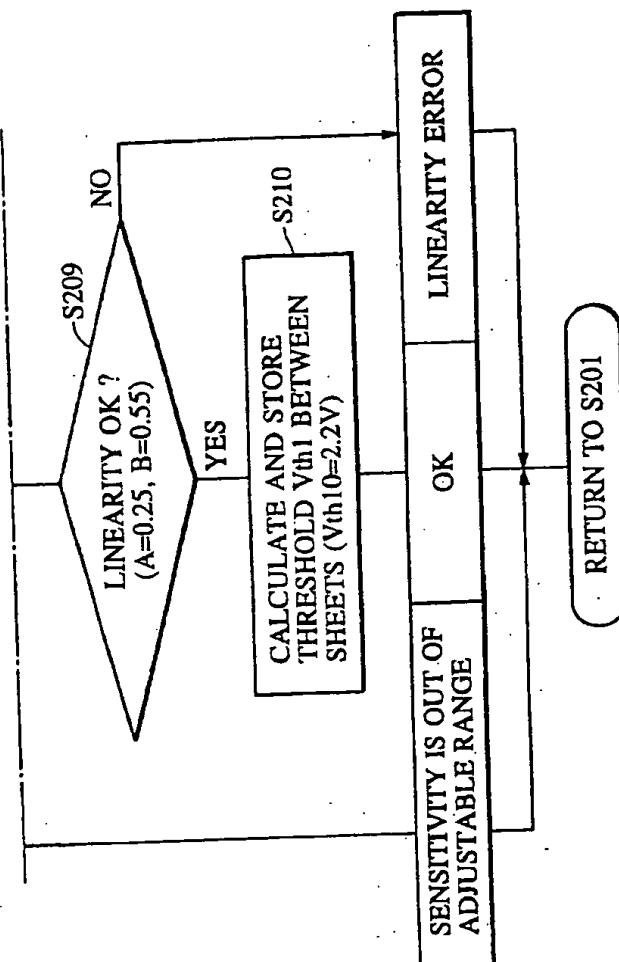 LINEARITY OK ?
(A=0.25, B=0.55)
S209
NO
YES
S210
CALCULATE AND STORE
THRESHOLD Vth1 BETWEEN
SHEETS (Vth10=2.2V)
SENSITIVITY IS OUT OF
ADJUSTABLE RANGE
OK
LINEARITY ERROR
RETURN TO S201